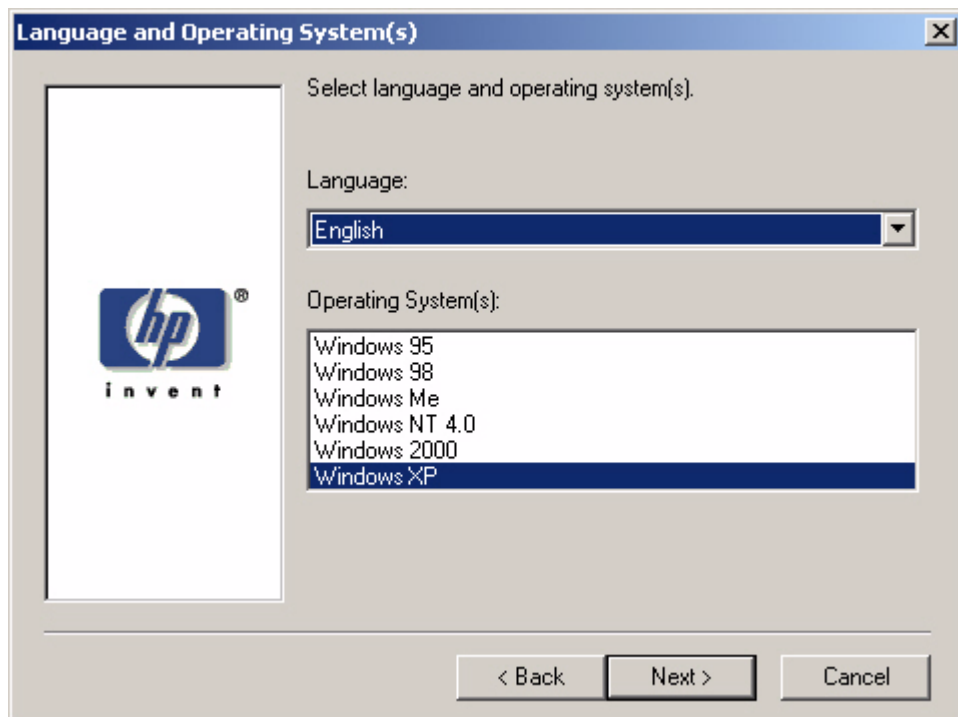 Language and Operating System(s)
Select language and operating system(s).
Language:
English
Operating System(s):
Windows 95
Windows 98
Windows Me
Windows NT 4.0
Windows 2000
Windows XP
hp ®
invent
< Back Next > Cancel